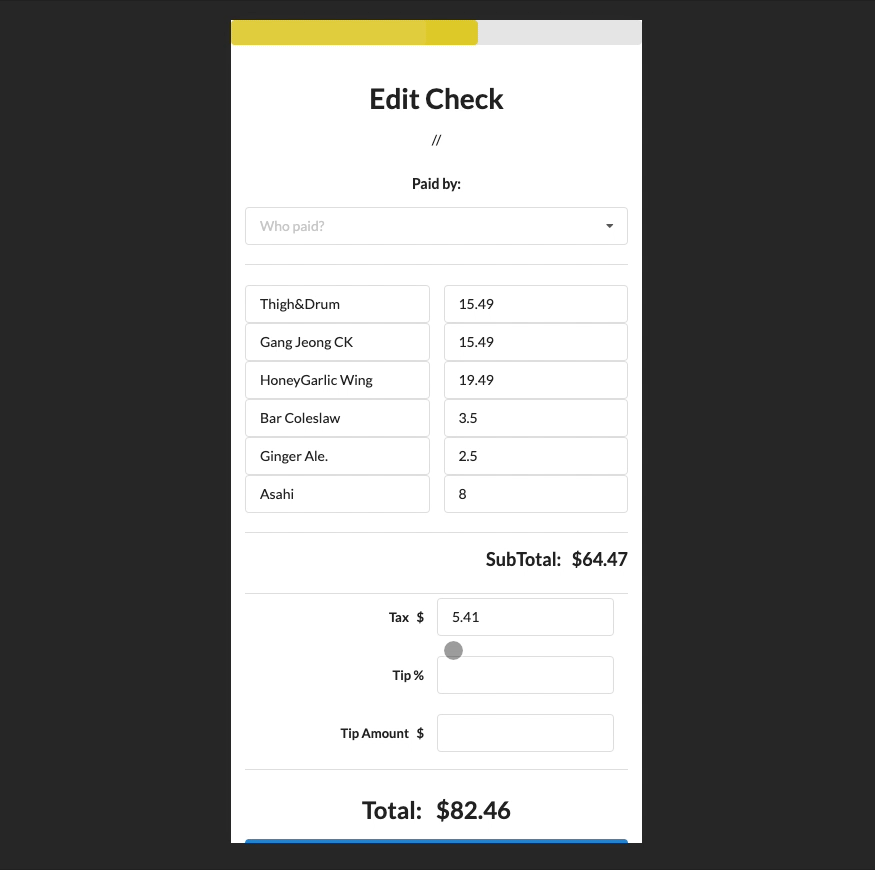 Edit Check
//
Paid by:
Who paid?
Thigh&Drum 15.49
Gang Jeong CK 15.49
HoneyGarlic Wing 19.49
Bar Coleslaw 3.5
Ginger Ale. 2.5
Asahi 8
SubTotal: $64.47
Tax $ 5.41
Tip %
Tip Amount $
Total: $82.46